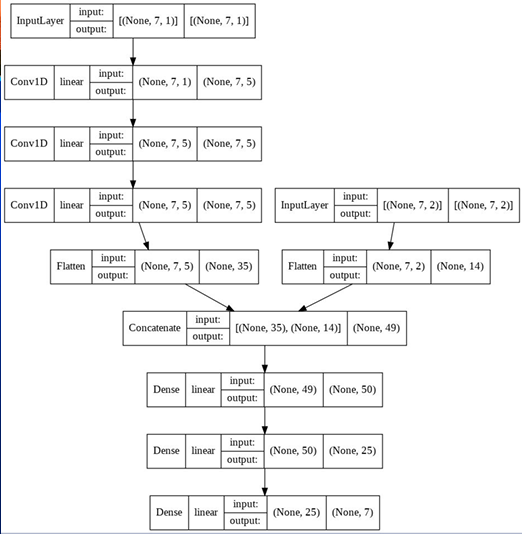 InputLayer input: output: [(None, 7, 1)] [(None, 7, 1)]
Conv1D linear input: output: (None, 7, 1) (None, 7, 5)
Conv1D linear input: output: (None, 7, 5) (None, 7, 5)
Conv1D linear input: output: (None, 7, 5) (None, 7, 5)
InputLayer input: output: [(None, 7, 2)] [(None, 7, 2)]
Flatten input: output: (None, 7, 5) (None, 35)
Flatten input: output: (None, 7, 2) (None, 14)
Concatenate input: output: [(None, 35), (None, 14)] (None, 49)
Dense linear input: output: (None, 49) (None, 50)
Dense linear input: output: (None, 50) (None, 25)
Dense linear input: output: (None, 25) (None, 7)